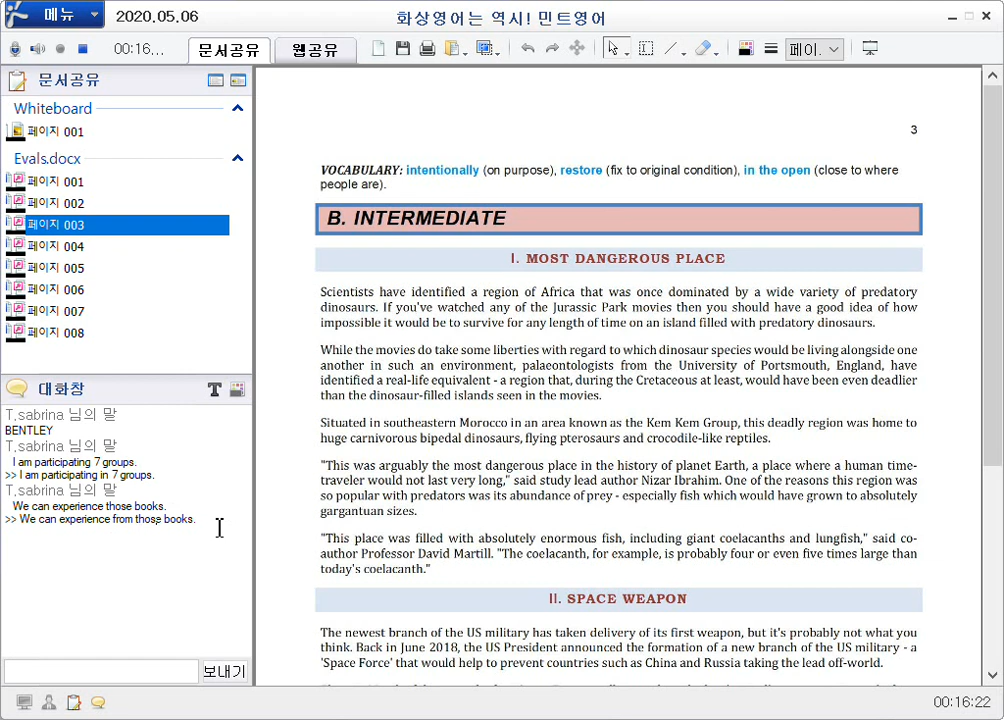 메뉴
2020.05.06
화상영어는 역시! 민트영어
00:16...
문서공유
웹공유
페이.
문서공유
Whiteboard
페이지 001
Evals.docx
페이지 001
페이지 002
페이지 003
페이지 004
페이지 005
페이지 006
페이지 007
페이지 008
대화창
T.sabrina 님의 말
BENTLEY
T.sabrina 님의 말
I am participating 7 groups.
>> I am participating in 7 groups.
T.sabrina 님의 말
We can experience those books.
>> We can experience from those books.
보내기
3
VOCABULARY: intentionally (on purpose), restore (fix to original condition), in the open (close to where
people are).
B. INTERMEDIATE
I. MOST DANGEROUS PLACE
Scientists have identified a region of Africa that was once dominated by a wide variety of predatory
dinosaurs. If you've watched any of the Jurassic Park movies then you should have a good idea of how
impossible it would be to survive for any length of time on an island filled with predatory dinosaurs.
While the movies do take some liberties with regard to which dinosaur species would be living alongside one
another in such an environment, palaeontologists from the University of Portsmouth, England, have
identified a real-life equivalent - a region that, during the Cretaceous at least, would have been even deadlier
than the dinosaur-filled islands seen in the movies.
Situated in southeastern Morocco in an area known as the Kem Kem Group, this deadly region was home to
huge carnivorous bipedal dinosaurs, flying pterosaurs and crocodile-like reptiles.
"This was arguably the most dangerous place in the history of planet Earth, a place where a human time-
traveler would not last very long," said study lead author Nizar Ibrahim. One of the reasons this region was
so popular with predators was its abundance of prey - especially fish which would have grown to absolutely
gargantuan sizes.
"This place was filled with absolutely enormous fish, including giant coelacanths and lungfish," said co-
author Professor David Martill. "The coelacanth, for example, is probably four or even five times large than
today's coelacanth."
II. SPACE WEAPON
The newest branch of the US military has taken delivery of its first weapon, but it's probably not what you
think. Back in June 2018, the US President announced the formation of a new branch of the US military - a
'Space Force' that would help to prevent countries such as China and Russia taking the lead off-world.
00:16:22